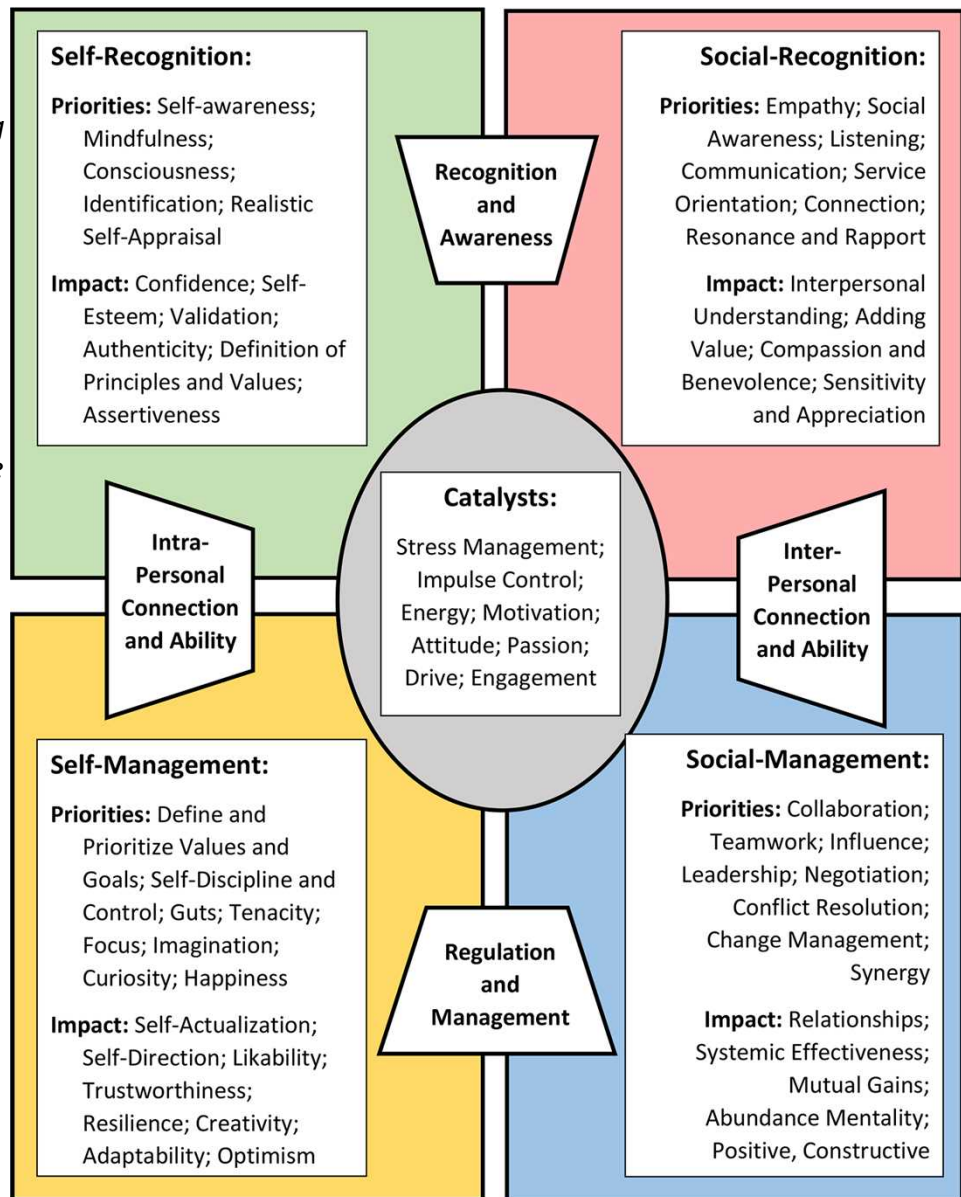 Self-Recognition:
Priorities: Self-awareness;
Mindfulness;
Consciousness;
Identification; Realistic
Self-Appraisal
Impact: Confidence; Self-
Esteem; Validation;
Authenticity; Definition of
Principles and Values;
Assertiveness
Recognition
and
Awareness
Social-Recognition:
Priorities: Empathy; Social
Awareness; Listening;
Communication; Service
Orientation; Connection;
Resonance and Rapport
Impact: Interpersonal
Understanding; Adding
Value; Compassion and
Benevolence; Sensitivity
and Appreciation
Intra-
Personal
Connection
and Ability
Catalysts:
Stress Management;
Impulse Control;
Energy; Motivation;
Attitude; Passion;
Drive; Engagement
Inter-
Personal
Connection
and Ability
Self-Management:
Priorities: Define and
Prioritize Values and
Goals; Self-Discipline and
Control; Guts; Tenacity;
Focus; Imagination;
Curiosity; Happiness
Impact: Self-Actualization;
Self-Direction; Likability;
Trustworthiness;
Resilience; Creativity;
Adaptability; Optimism
Regulation
and
Management
Social-Management:
Priorities: Collaboration;
Teamwork; Influence;
Leadership; Negotiation;
Conflict Resolution;
Change Management;
Synergy
Impact: Relationships;
Systemic Effectiveness;
Mutual Gains;
Abundance Mentality;
Positive, Constructive